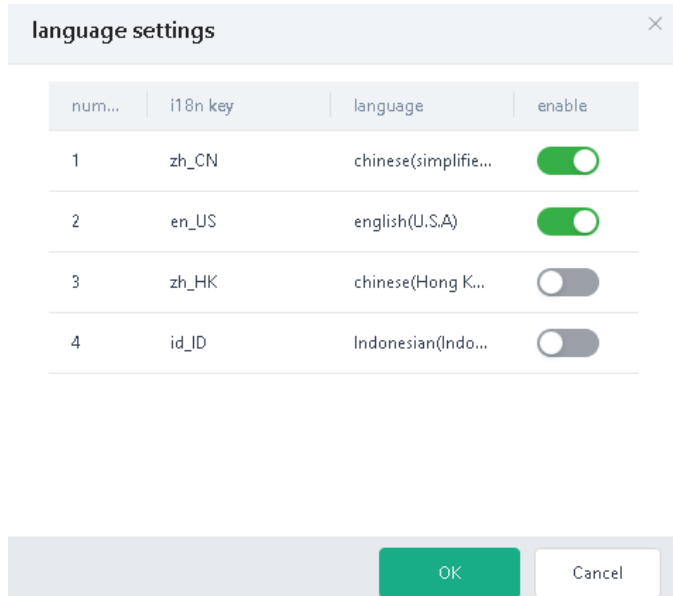 language settings
num... i18n key language enable
1 zh_CN chinese(simplifie...
2 en_US english(U.S.A)
3 zh_HK chinese(Hong K...
4 id_ID Indonesian(Indo...
OK Cancel